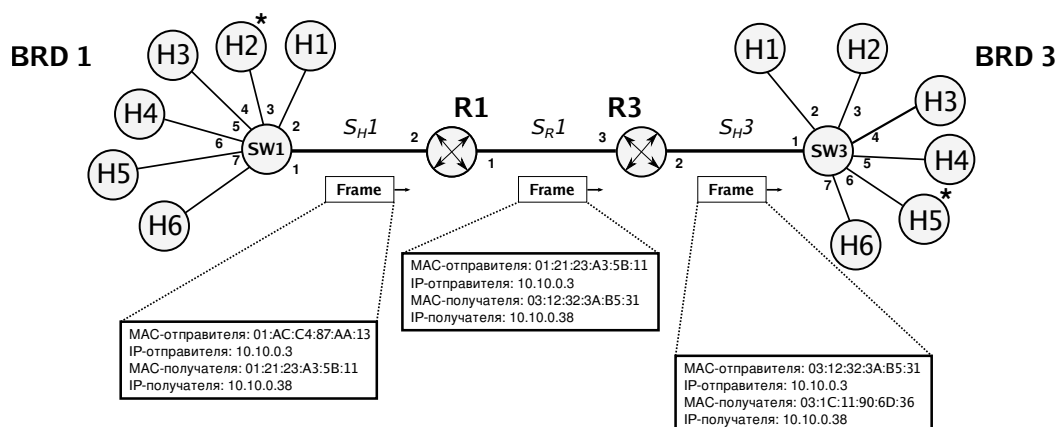 BRD 1
H3
H2
*
H1
H4
H5
H6
4
3
5
2
6
7
1
SW1
S_H1
2
R1
1
S_R1
3
R3
2
S_H3
1
SW3
H1
H2
BRD 3
H3
H4
H5
*
H6
2
3
4
5
6
7
Frame
Frame
Frame
MAC-отправителя: 01:AC:C4:87:AA:13
IP-отправителя: 10.10.0.3
MAC-получателя: 01:21:23:A3:5B:11
IP-получателя: 10.10.0.38
MAC-отправителя: 01:21:23:A3:5B:11
IP-отправителя: 10.10.0.3
MAC-получателя: 03:12:32:3A:B5:31
IP-получателя: 10.10.0.38
MAC-отправителя: 03:12:32:3A:B5:31
IP-отправителя: 10.10.0.3
MAC-получателя: 03:1C:11:90:6D:36
IP-получателя: 10.10.0.38